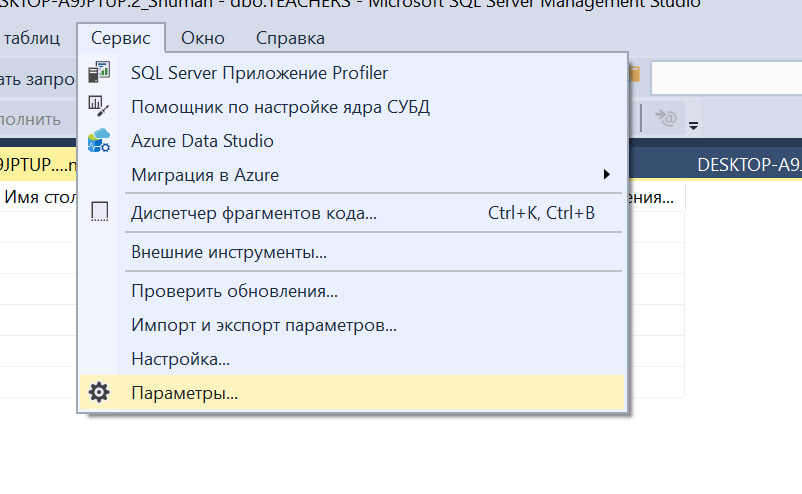 SKTOP-A9JPTUP.2_Shuman - dbo.TEACHERS - Microsoft SQL Server Management Studio
таблиц Сервис Окно Справка
ать запро
SQL Server Приложение Profiler
Помощник по настройке ядра СУБД
олнить
Azure Data Studio
9JPTUP....n
Миграция в Azure
DESKTOP-A9J
Имя стол
ения...
Диспетчер фрагментов кода... Ctrl+K, Ctrl+B
Внешние инструменты...
Проверить обновления...
Импорт и экспорт параметров...
Настройка...
Параметры...